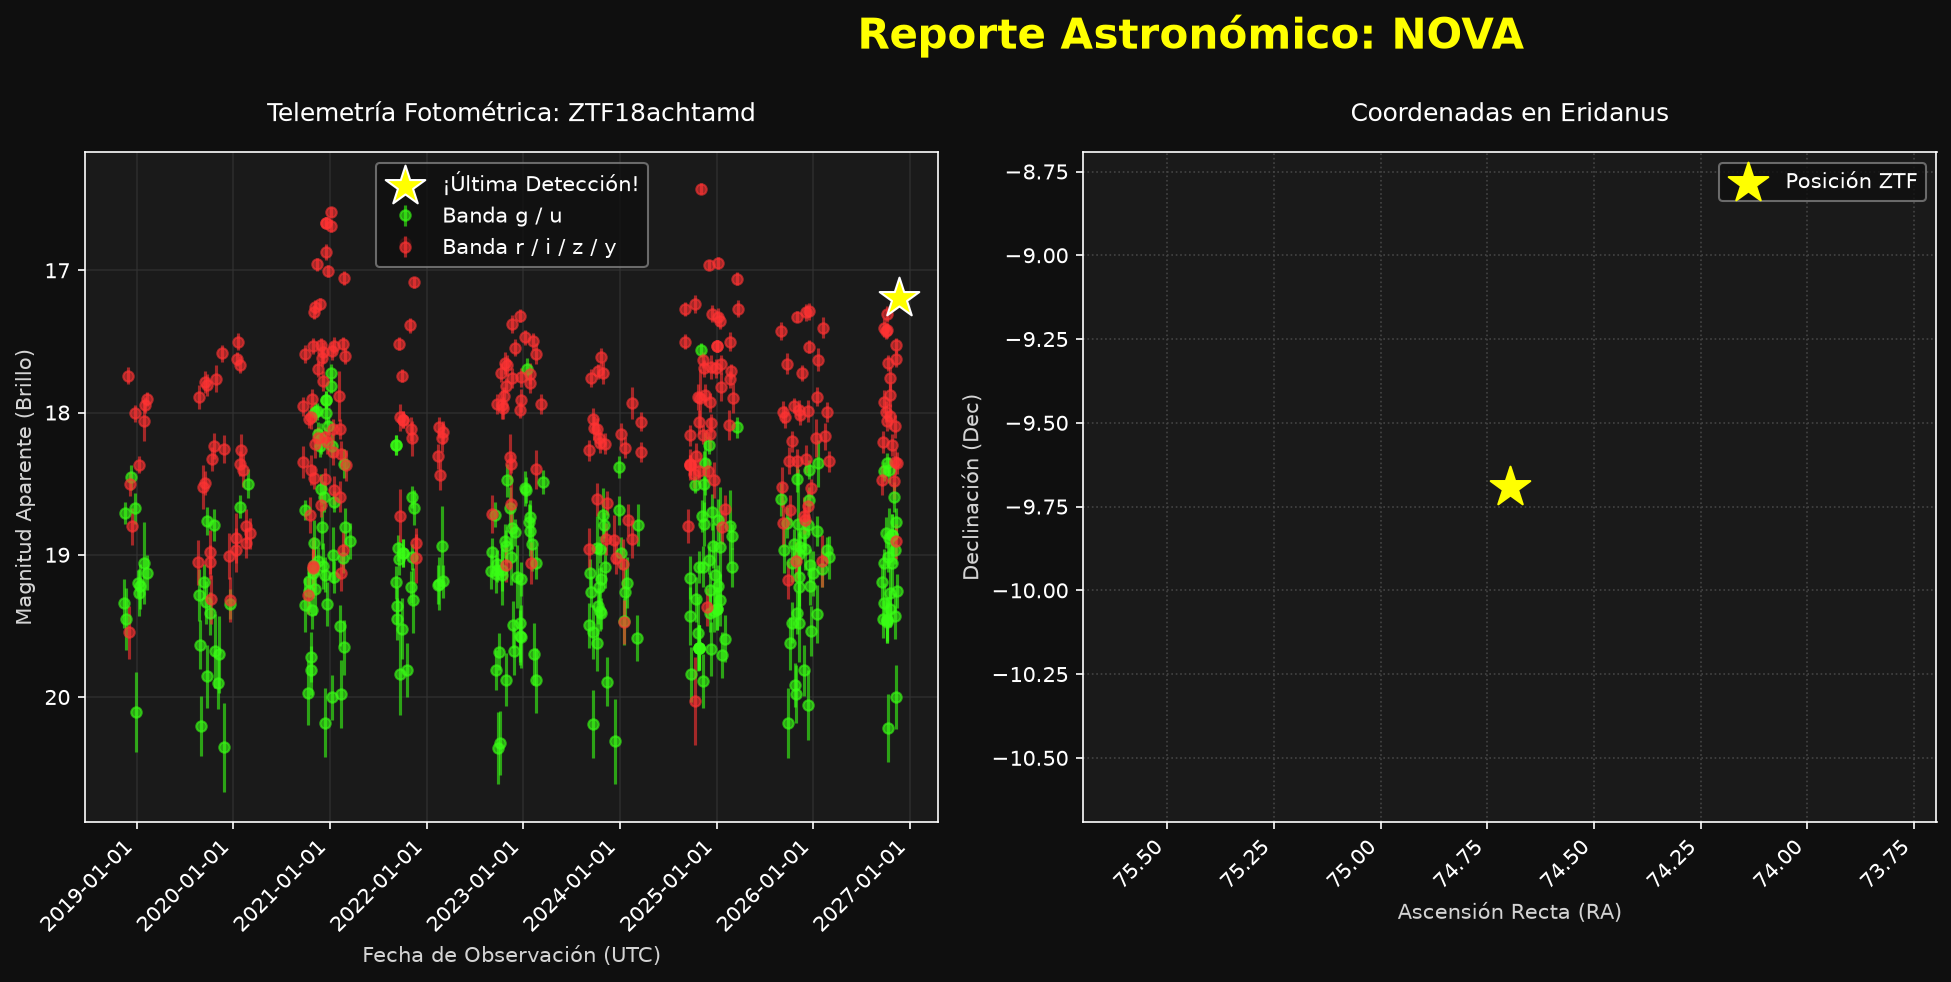 Reporte Astronómico: NOVA
Telemetría Fotométrica: ZTF18achtamd
¡Última Detección!
Banda g / u
Banda r / i / z / y
Magnitud Aparente (Brillo)
17
18
19
20
2019-01-01
2020-01-01
2021-01-01
2022-01-01
2023-01-01
2024-01-01
2025-01-01
2026-01-01
2027-01-01
Fecha de Observación (UTC)
Coordenadas en Eridanus
Posición ZTF
Declinación (Dec)
−8.75
−9.00
−9.25
−9.50
−9.75
−10.00
−10.25
−10.50
75.50
75.25
75.00
74.75
74.50
74.25
74.00
73.75
Ascensión Recta (RA)